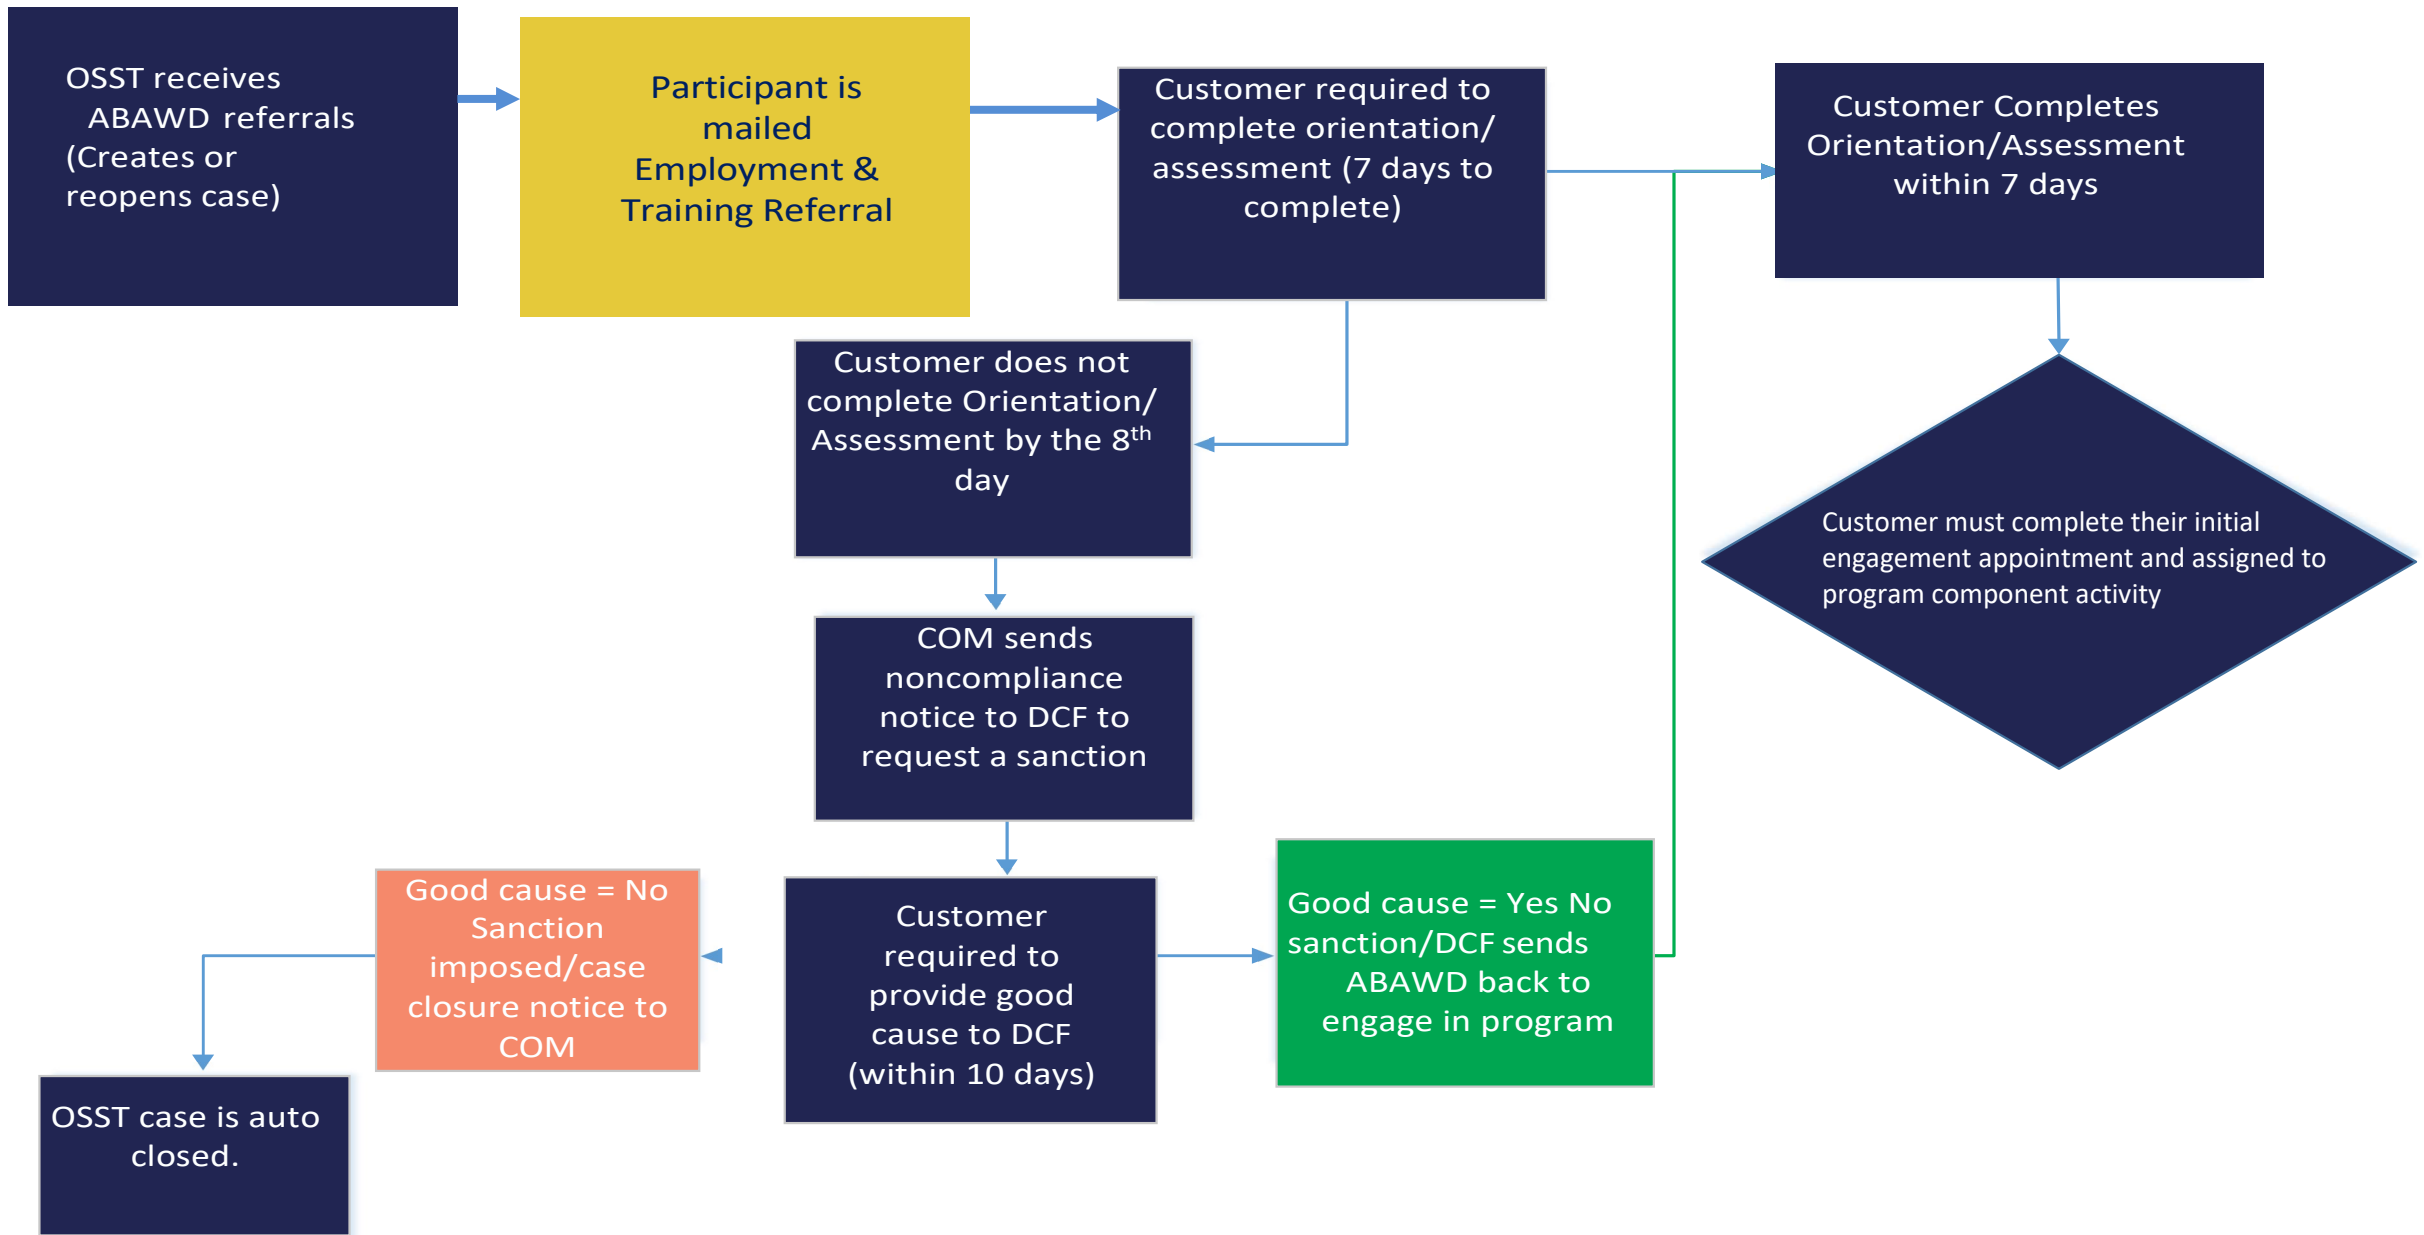 OSST receives
ABAWD referrals
(Creates or
reopens case)
Participant is
mailed
Employment &
Training Referral
Customer required to
complete orientation/
assessment (7 days to
complete)
Customer Completes
Orientation/Assessment
within 7 days
Customer does not
complete Orientation/
Assessment by the 8th
day
Customer must complete their initial
engagement appointment and assigned to
program component activity
COM sends
noncompliance
notice to DCF to
request a sanction
Good cause = No
Sanction
imposed/case
closure notice to
COM
Customer
required to
provide good
cause to DCF
(within 10 days)
Good cause = Yes No
sanction/DCF sends
ABAWD back to
engage in program
OSST case is auto
closed.